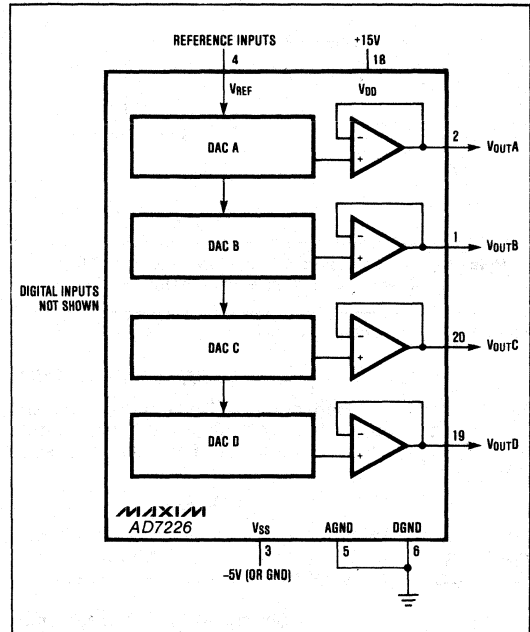 REFERENCE INPUTS
+15V
4
18
VREF
VDD
DAC A
−
+
2
VOUTA
DAC B
−
+
1
VOUTB
DIGITAL INPUTS
NOT SHOWN
DAC C
−
+
20
VOUTC
DAC D
−
+
19
VOUTD
MAXIM
AD7226
VSS
AGND
DGND
3
5
6
–5V (OR GND)